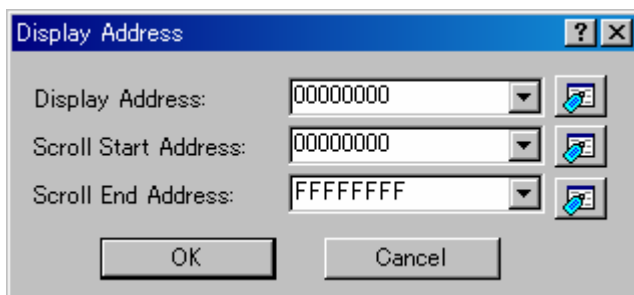 Display Address
Display Address: 00000000
Scroll Start Address: 00000000
Scroll End Address: FFFFFFFF
OK Cancel